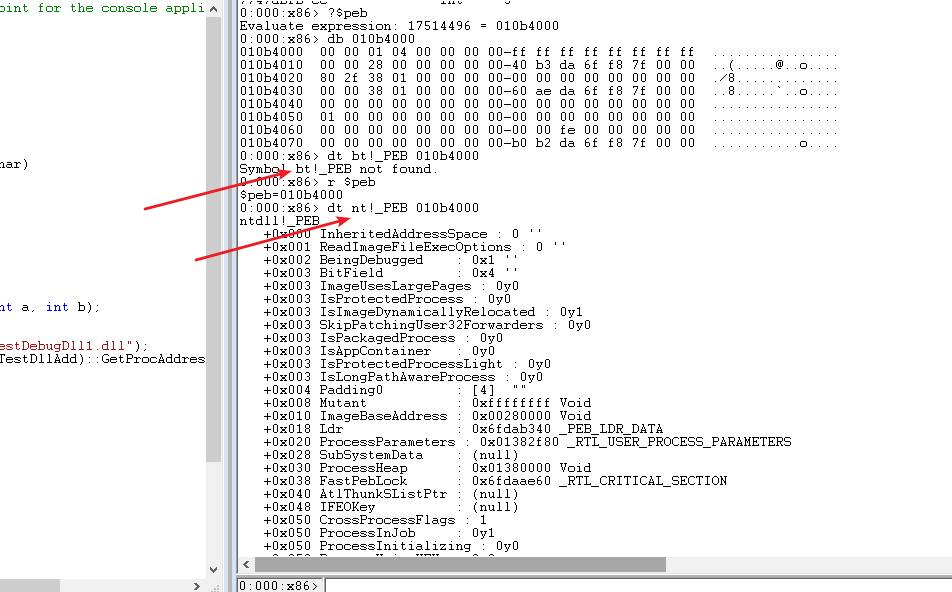 oint for the console appli
nar)
nt a, int b);
estDebugDll1.dll");
TestDllAdd)::GetProcAddres
0:000:x86> ?$peb
Evaluate expression: 17514496 = 010b4000
0:000:x86> db 010b4000
010b4000  00 00 01 04 00 00 00 00-ff ff ff ff ff ff ff ff  ................
010b4010  00 00 28 00 00 00 00 00-40 b3 da 6f f8 7f 00 00  ..(.....@..o....
010b4020  80 2f 38 01 00 00 00 00-00 00 00 00 00 00 00 00  ./8.............
010b4030  00 00 38 01 00 00 00 00-60 ae da 6f f8 7f 00 00  ..8.....`..o....
010b4040  00 00 00 00 00 00 00 00-00 00 00 00 00 00 00 00  ................
010b4050  01 00 00 00 00 00 00 00-00 00 00 00 00 00 00 00  ................
010b4060  00 00 00 00 00 00 00 00-00 00 fe 00 00 00 00 00  ................
010b4070  00 00 00 00 00 00 00 00-b0 b2 da 6f f8 7f 00 00  ...........o....
0:000:x86> dt bt!_PEB 010b4000
Symbol bt!_PEB not found.
0:000:x86> r $peb
$peb=010b4000
0:000:x86> dt nt!_PEB 010b4000
ntdll!_PEB
+0x000 InheritedAddressSpace : 0 ''
+0x001 ReadImageFileExecOptions : 0 ''
+0x002 BeingDebugged    : 0x1 ''
+0x003 BitField         : 0x4 ''
+0x003 ImageUsesLargePages : 0y0
+0x003 IsProtectedProcess : 0y0
+0x003 IsImageDynamicallyRelocated : 0y1
+0x003 SkipPatchingUser32Forwarders : 0y0
+0x003 IsPackagedProcess : 0y0
+0x003 IsAppContainer   : 0y0
+0x003 IsProtectedProcessLight : 0y0
+0x003 IsLongPathAwareProcess : 0y0
+0x004 Padding0         : [4]  ""
+0x008 Mutant           : 0xffffffff Void
+0x010 ImageBaseAddress : 0x00280000 Void
+0x018 Ldr              : 0x6fdab340 _PEB_LDR_DATA
+0x020 ProcessParameters : 0x01382f80 _RTL_USER_PROCESS_PARAMETERS
+0x028 SubSystemData    : (null)
+0x030 ProcessHeap      : 0x01380000 Void
+0x038 FastPebLock      : 0x6fdaae60 _RTL_CRITICAL_SECTION
+0x040 AtlThunkSListPtr : (null)
+0x048 IFEOKey          : (null)
+0x050 CrossProcessFlags : 1
+0x050 ProcessInJob     : 0y1
+0x050 ProcessInitializing : 0y0
0:000:x86>